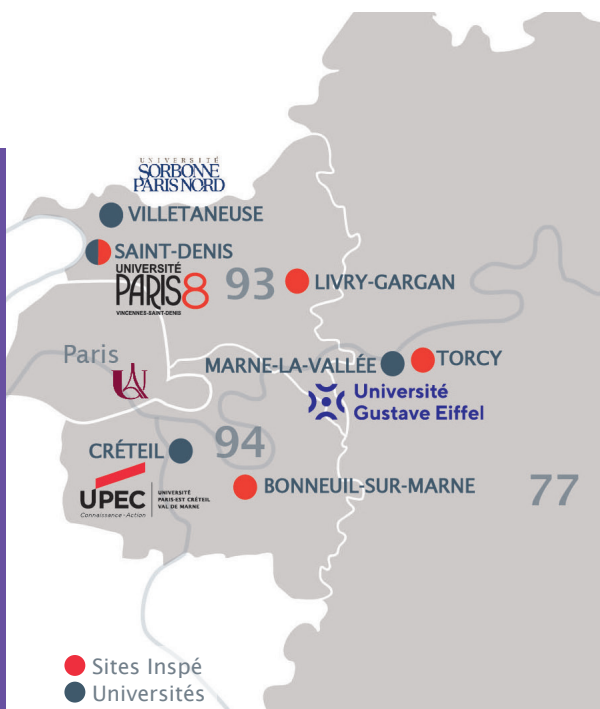 UNIVERSITÉ
SORBONNE
PARIS NORD
VILLETANEUSE
SAINT-DENIS
UNIVERSITÉ
PARIS8
VINCENNES-SAINT-DENIS
93
LIVRY-GARGAN
Paris
MARNE-LA-VALLÉE
TORCY
Université
Gustave Eiffel
CRÉTEIL
94
UPEC
Connaissance - Action
UNIVERSITÉ
PARIS-EST CRÉTEIL
VAL DE MARNE
BONNEUIL-SUR-MARNE
77
Sites Inspé
Universités